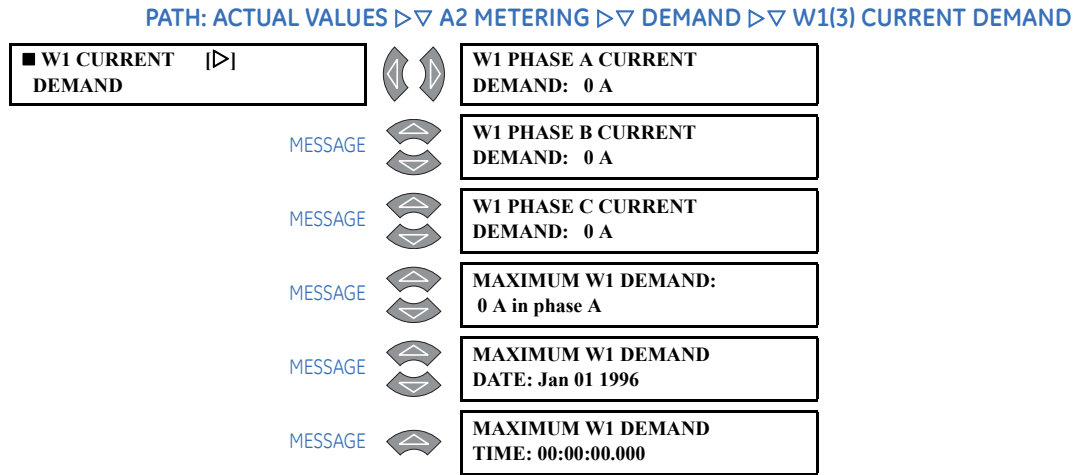 PATH: ACTUAL VALUES ▷▽ A2 METERING ▷▽ DEMAND ▷▽ W1(3) CURRENT DEMAND
■ W1 CURRENT [▷]
DEMAND
W1 PHASE A CURRENT
DEMAND: 0 A
MESSAGE
W1 PHASE B CURRENT
DEMAND: 0 A
MESSAGE
W1 PHASE C CURRENT
DEMAND: 0 A
MESSAGE
MAXIMUM W1 DEMAND:
0 A in phase A
MESSAGE
MAXIMUM W1 DEMAND
DATE: Jan 01 1996
MESSAGE
MAXIMUM W1 DEMAND
TIME: 00:00:00.000